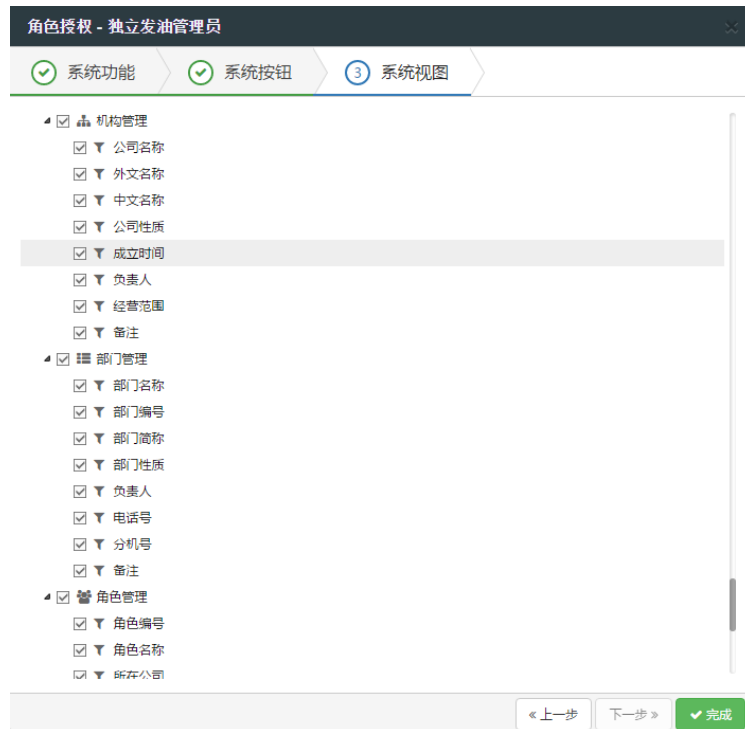 角色授权 - 独立发油管理员
系统功能 系统按钮 3 系统视图
机构管理
公司名称
外文名称
中文名称
公司性质
成立时间
负责人
经营范围
备注
部门管理
部门名称
部门编号
部门简称
部门性质
负责人
电话号
分机号
备注
角色管理
角色编号
角色名称
所在公司
«上一步 下一步» 完成